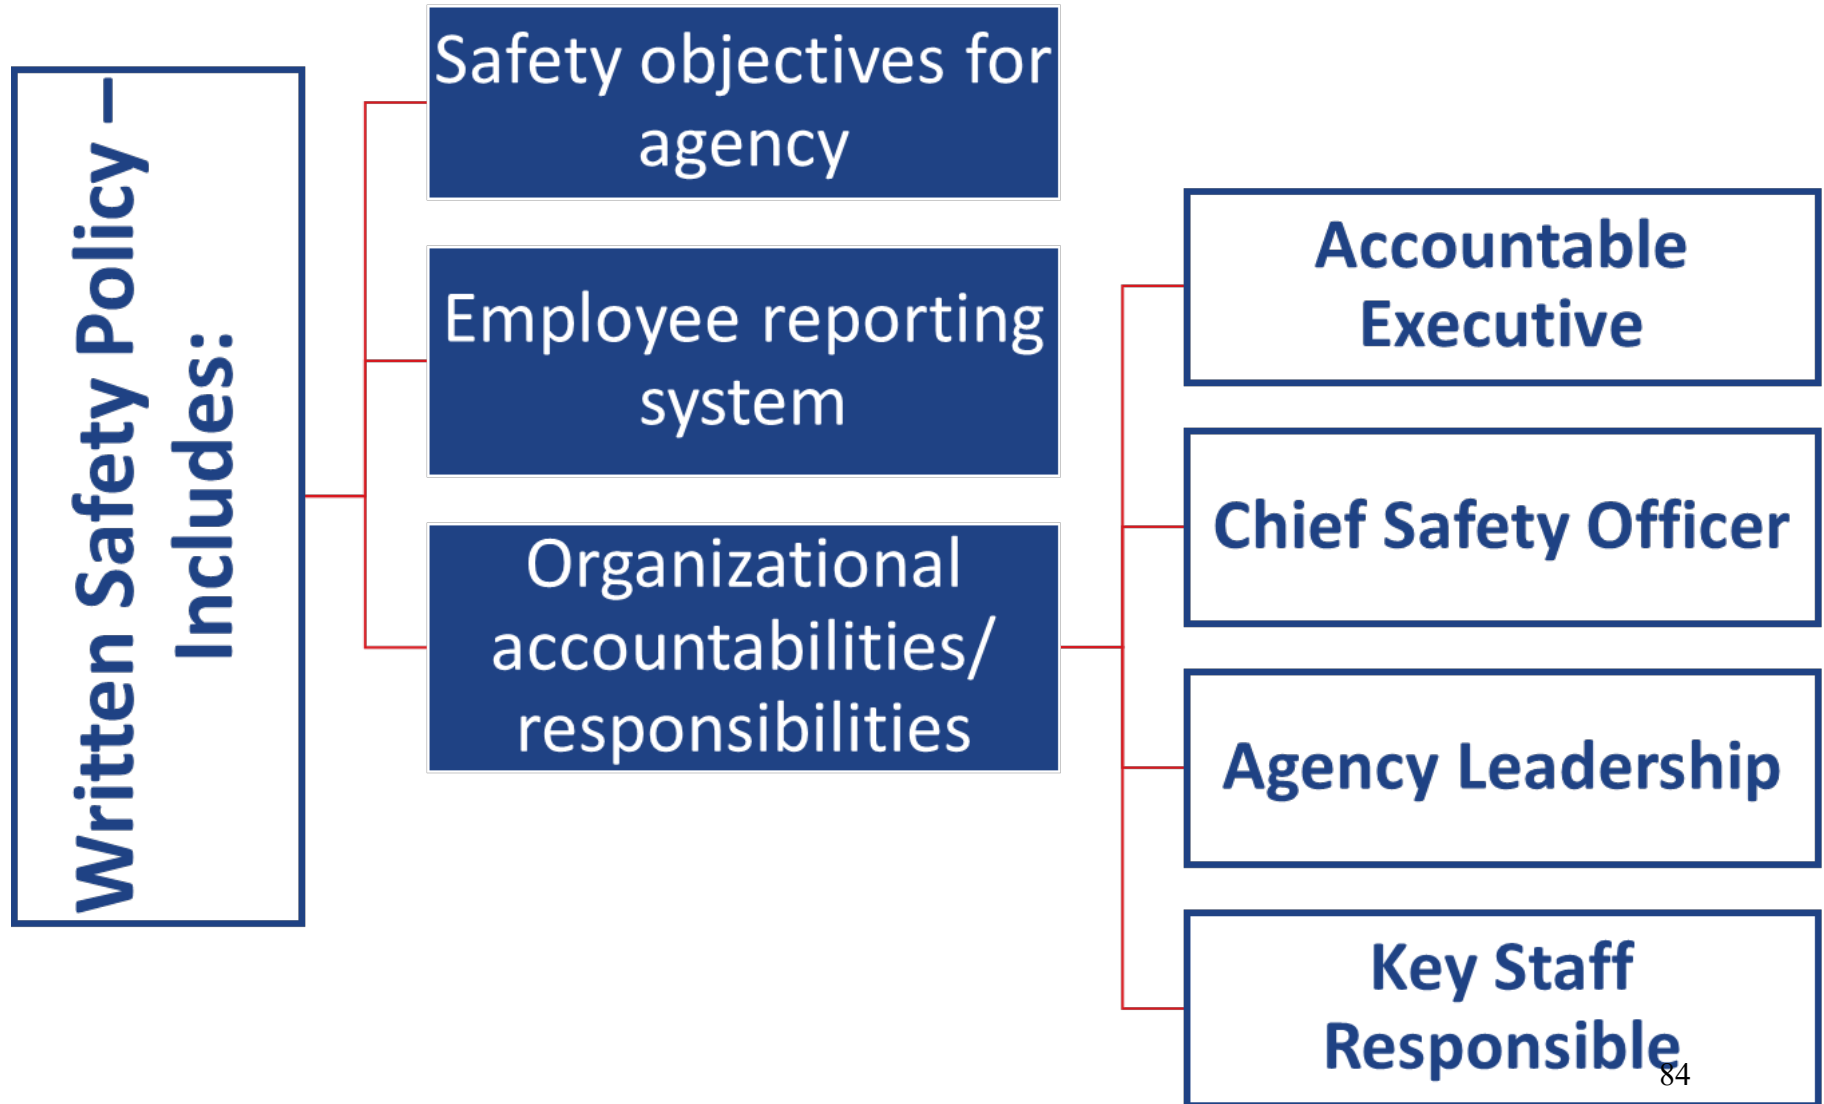 Written Safety Policy –
Includes:
Safety objectives for
agency
Employee reporting
system
Organizational
accountabilities/
responsibilities
Accountable
Executive
Chief Safety Officer
Agency Leadership
Key Staff
Responsible
84